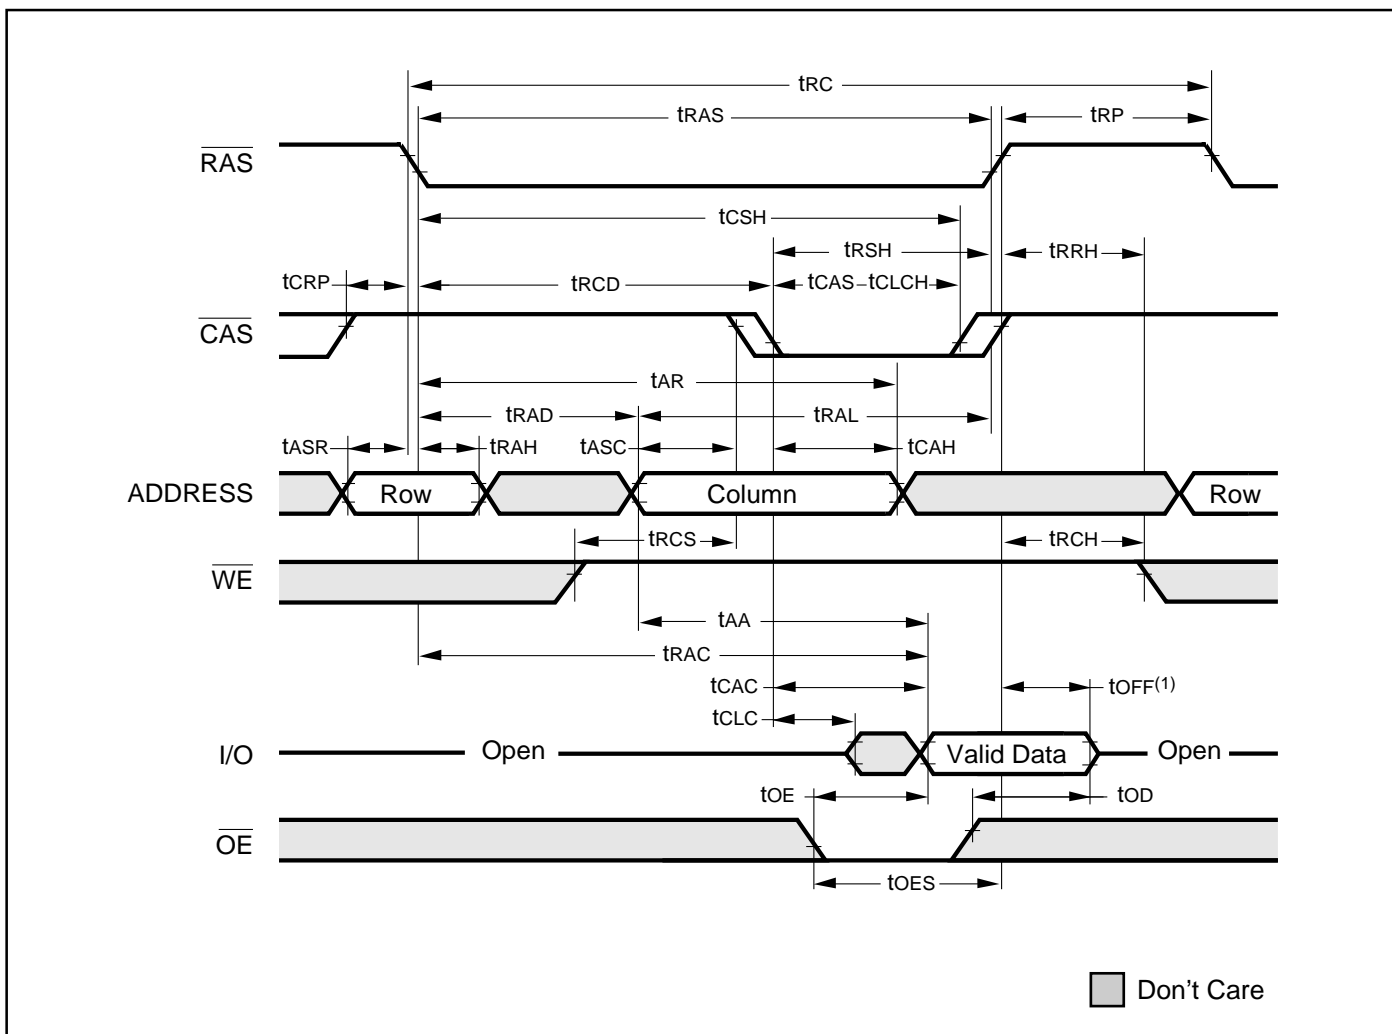 tRC
tRAS
tRP
RAS
tCSH
tRSH
tRRH
tCRP
tRCD
tCAS
tCLCH
CAS
tAR
tRAD
tRAL
tASR
tRAH
tASC
tCAH
ADDRESS
Row
Column
Row
tRCS
tRCH
WE
tAA
tRAC
tCAC
tOFF(1)
tCLC
I/O
Open
Valid Data
Open
tOE
tOD
OE
tOES
Don't Care